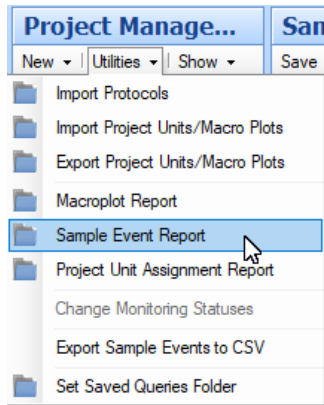 Project Manage... San
New Utilities Show Save
Import Protocols
Import Project Units/Macro Plots
Export Project Units/Macro Plots
Macroplot Report
Sample Event Report
Project Unit Assignment Report
Change Monitoring Statuses
Export Sample Events to CSV
Set Saved Queries Folder